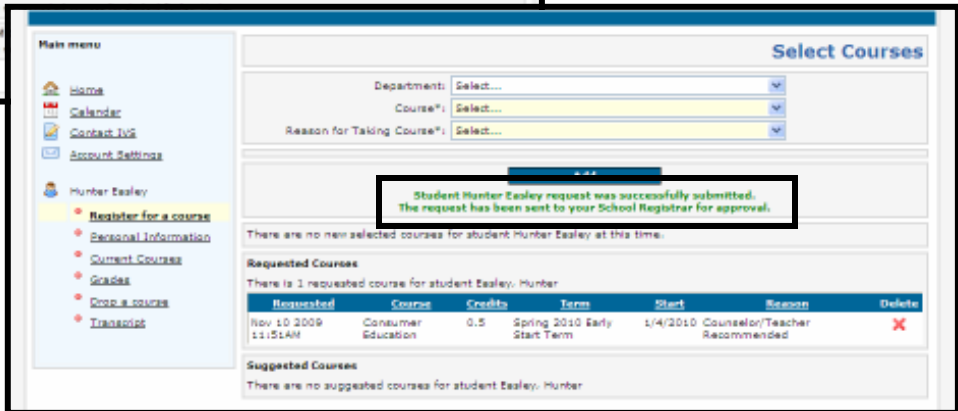 Main menu
Home
Calendar
Contact IVS
Account Settings
Hunter Easley
Register for a course
Personal Information
Current Courses
Grades
Drop a course
Transcript
Select Courses
Department: Select...
Course*: Select...
Reason for Taking Course*: Select...
Add
Student Hunter Easley request was successfully submitted.
The request has been sent to your School Registrar for approval.
There are no new selected courses for student Hunter Easley at this time.
Requested Courses
There is 1 requested course for student Easley, Hunter
Requested Course Credits Term Start Reason Delete
Nov 10 2009 Consumer 0.5 Spring 2010 Early 1/4/2010 Counselor/Teacher
11:51AM Education Start Term Recommended
Suggested Courses
There are no suggested courses for student Easley, Hunter